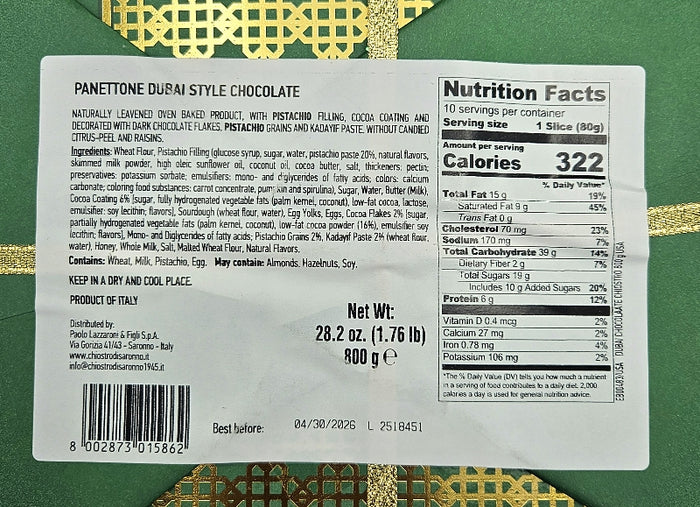 PANETTONE DUBAI STYLE CHOCOLATE
NATURALLY LEAVENED OVEN BAKED PRODUCT, WITH PISTACHIO FILLING, COCOA COATING AND
DECORATED WITH DARK CHOCOLATE FLAKES, PISTACHIO GRAINS AND KADAYIF PASTE. WITHOUT CANDIED
CITRUS-PEEL AND RAISINS.
Ingredients: Wheat Flour, Pistachio Filling (glucose syrup, sugar, water, pistachio paste 20%, natural flavors,
skimmed milk powder, high oleic sunflower oil, coconut oil, cocoa butter, salt, thickeners: pectin;
preservatives: potassium sorbate; emulsifiers: mono- and diglycerides of fatty acids; colors: calcium
carbonate; coloring food substances: carrot concentrate, pumpkin and spirulina), Sugar, Water, Butter (Milk),
Cocoa Coating 6% [sugar, fully hydrogenated vegetable fats (palm kernel, coconut), low-fat cocoa, lactose,
emulsifier: soy lecithin; flavors], Sourdough (wheat flour, water), Egg Yolks, Eggs, Cocoa Flakes 2% [sugar,
partially hydrogenated vegetable fats (palm kernel, coconut), low-fat cocoa powder (16%), emulsifier soy
lecithin; flavors], Mono- and Diglycerides of fatty acids; Pistachio Grains 2%, Kadayif Paste 2% (wheat flour,
water), Honey, Whole Milk, Salt, Malted Wheat Flour, Natural Flavors.
Contains: Wheat, Milk, Pistachio, Egg. May contain: Almonds, Hazelnuts, Soy.
KEEP IN A DRY AND COOL PLACE.
PRODUCT OF ITALY
Distributed by:
Paolo Lazzaroni & Figli S.p.A.
Via Gorizia 41/43 - Saronno - Italy
www.chiostrodisaronno.it
info@chiostrodisaronno1945.it
Net Wt:
28.2 oz. (1.76 lb)
800 g ℮
8 002873 015862
Best before: 04/30/2026 L 2518451
Nutrition Facts
10 servings per container
Serving size 1 Slice (80g)
Amount per serving
Calories 322
% Daily Value*
Total Fat 15 g 19%
Saturated Fat 9 g 45%
Trans Fat 0 g
Cholesterol 70 mg 23%
Sodium 170 mg 7%
Total Carbohydrate 39 g 14%
Dietary Fiber 2 g 7%
Total Sugars 19 g
Includes 10 g Added Sugars 20%
Protein 6 g 12%
Vitamin D 0.4 mcg 2%
Calcium 27 mg 2%
Iron 0.78 mg 4%
Potassium 106 mg 2%
*The % Daily Value (DV) tells you how much a nutrient
in a serving of food contributes to a daily diet. 2,000
calories a day is used for general nutrition advice.
DUBAI CHOCOLATE CHIOSTRO 800g USA